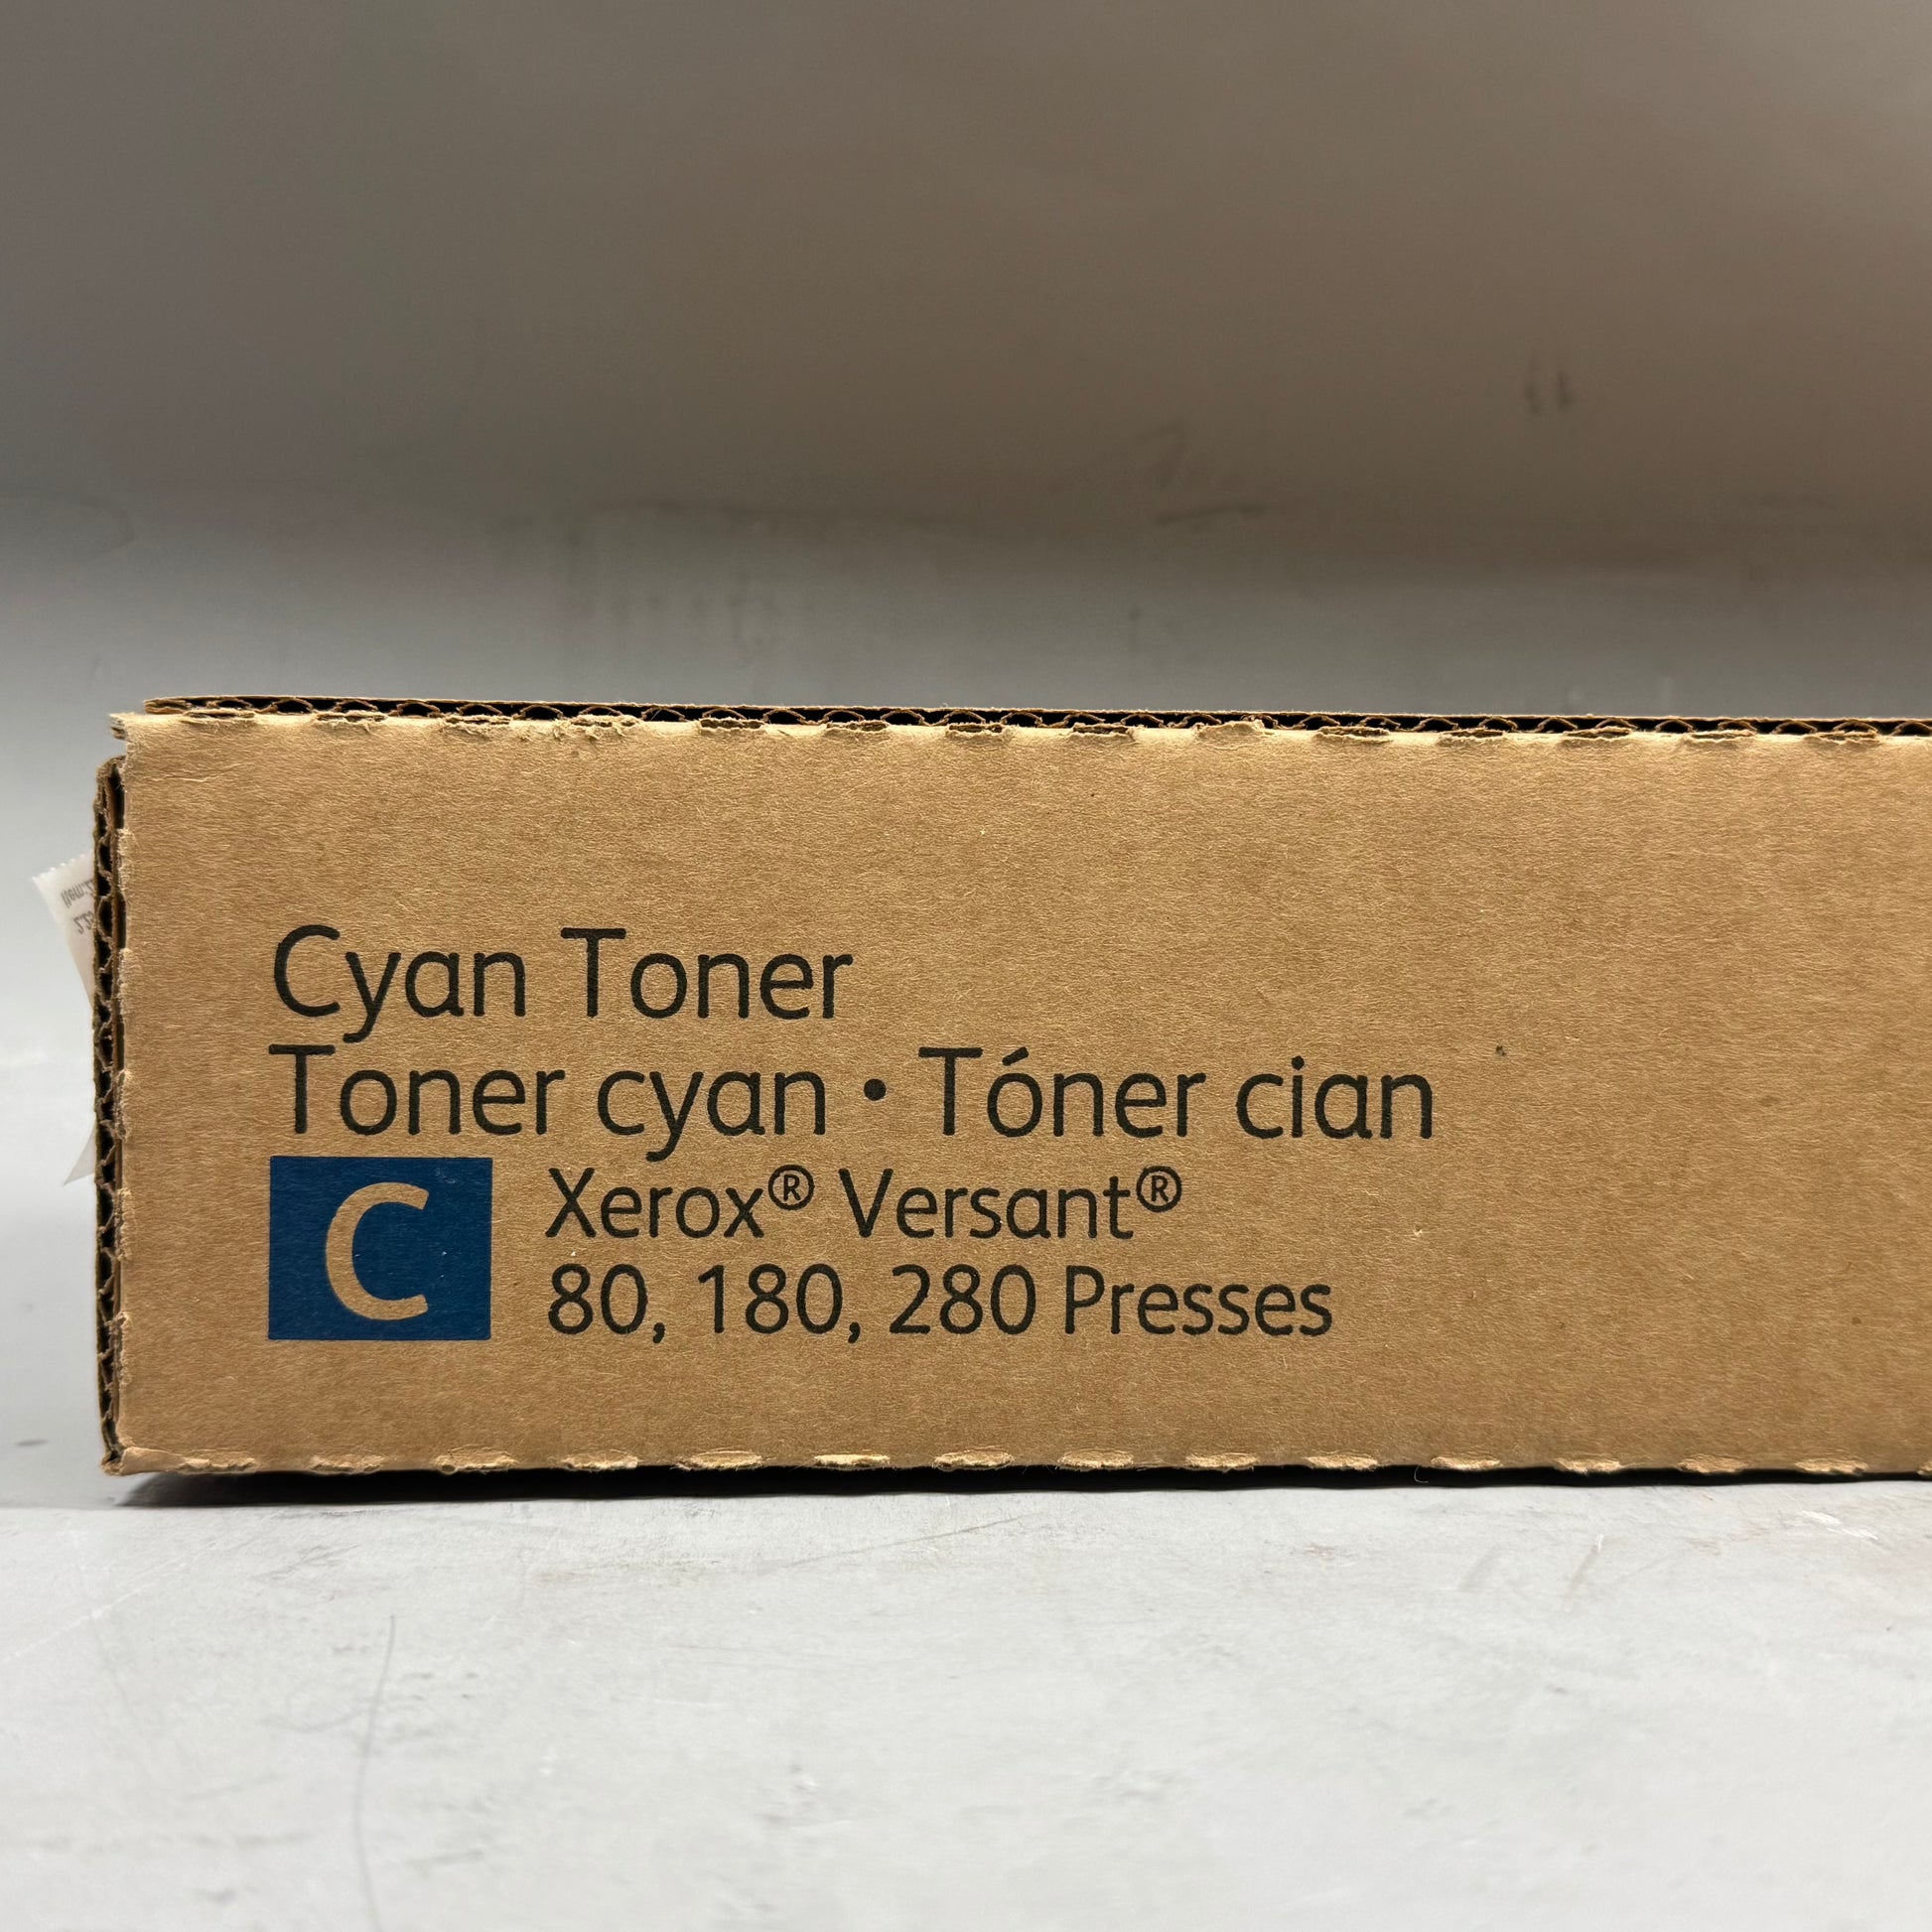 Cyan Toner
Toner cyan • Tóner cian
C
Xerox® Versant®
80, 180, 280 Presses